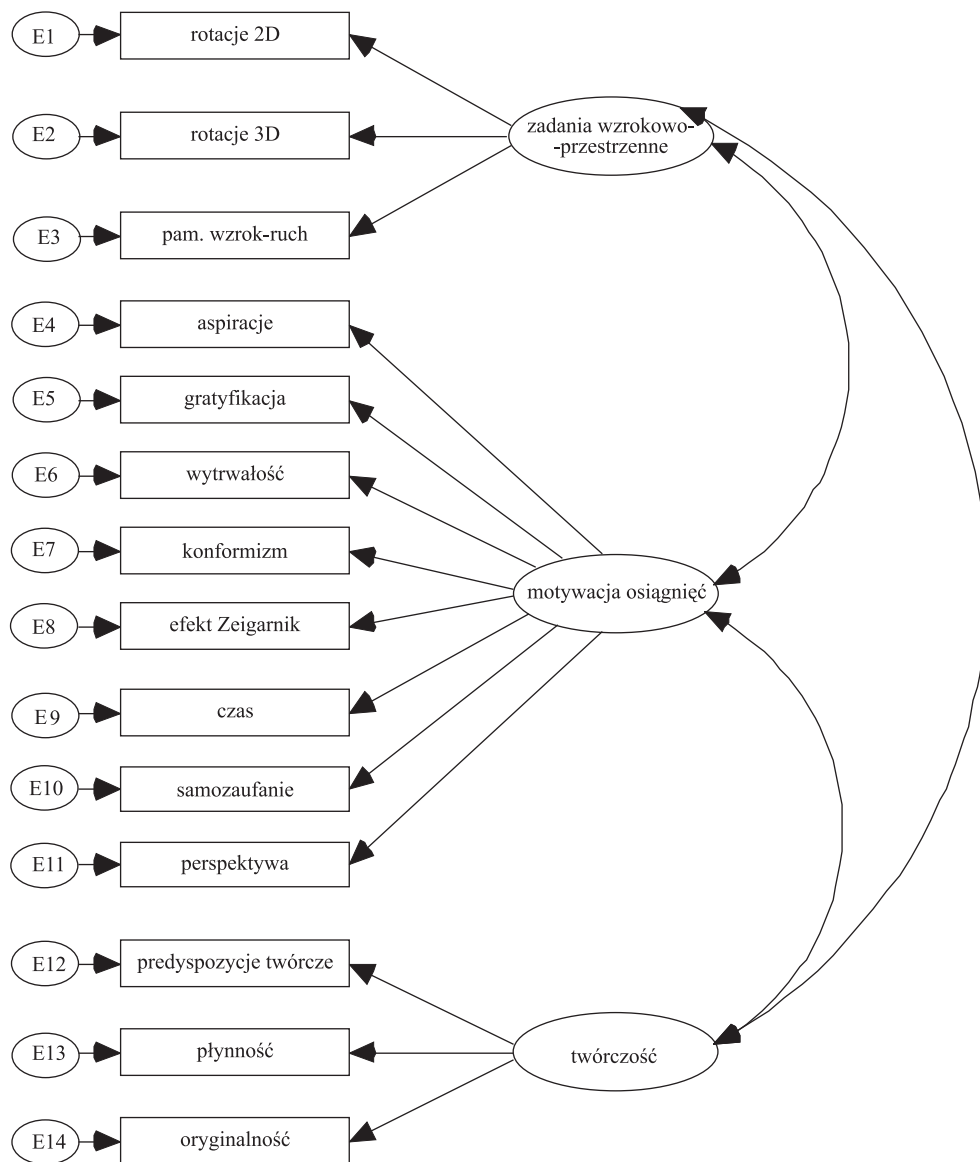 E1 rotacje 2D
zadania wzrokowo-
-przestrzenne
E2 rotacje 3D
E3 pam. wzrok-ruch
E4 aspiracje
E5 gratyfikacja
E6 wytrwałość
E7 konformizm
motywacja osiągnięć
E8 efekt Zeigarnik
E9 czas
E10 samozaufanie
E11 perspektywa
E12 predyspozycje twórcze
E13 płynność
twórczość
E14 oryginalność